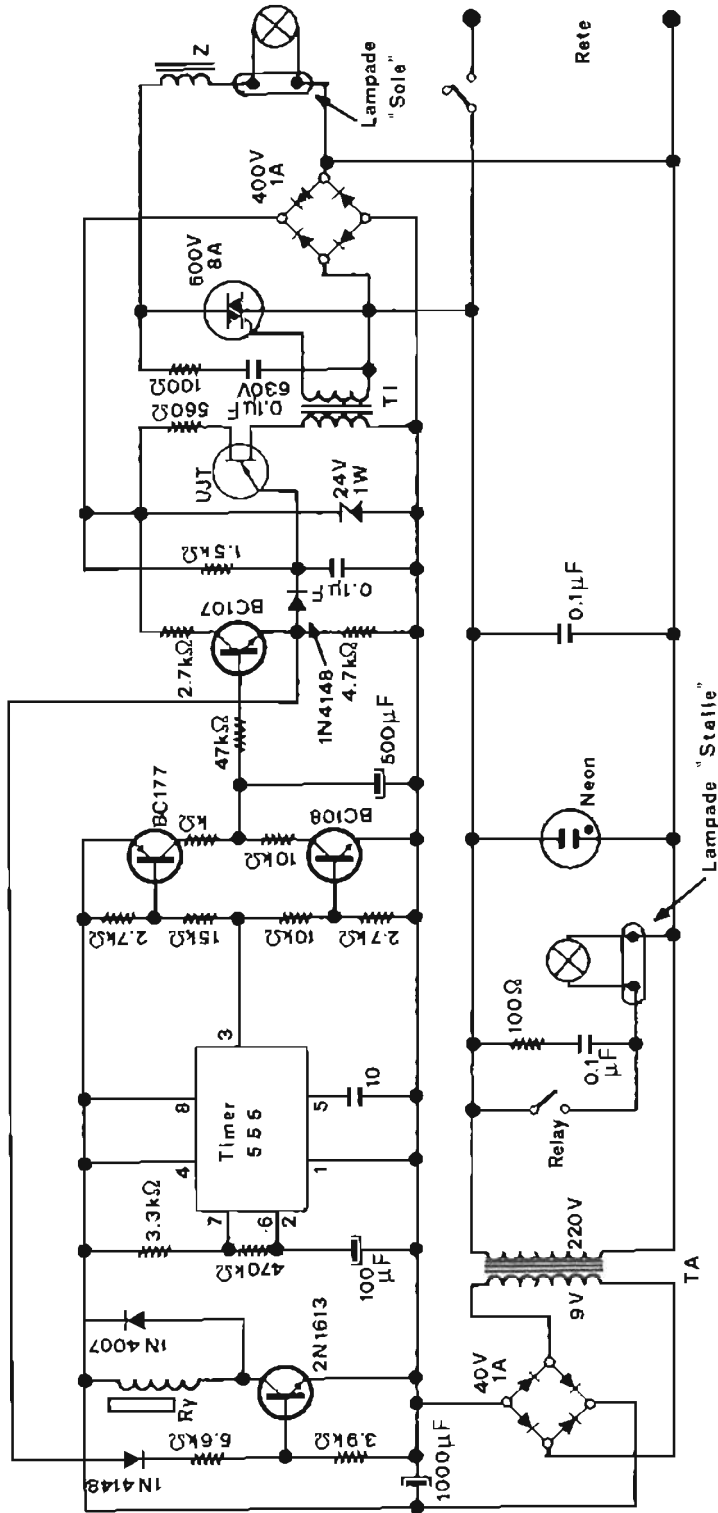 Z
Lampade
"Sole"
Rete
400V
1A
600V
8A
100Ω
0.1µF
630V
560Ω
T1
UJT
24V
1W
1.5kΩ
0.1µF
BC107
2.7kΩ
1N4148
4.7kΩ
47kΩ
500µF
BC177
kΩ
10kΩ
BC108
2.7kΩ
15kΩ
10kΩ
2.7kΩ
3
8
4
Timer
555
5
1
7
6
2
10
3.3kΩ
470kΩ
100
µF
1N4007
Ry
2N1613
1N4148
5.6kΩ
3.9kΩ
1000µF
0.1µF
Neon
Lampade "Stalle"
100Ω
0.1
µF
Relay
220V
9V
TA
40V
1A